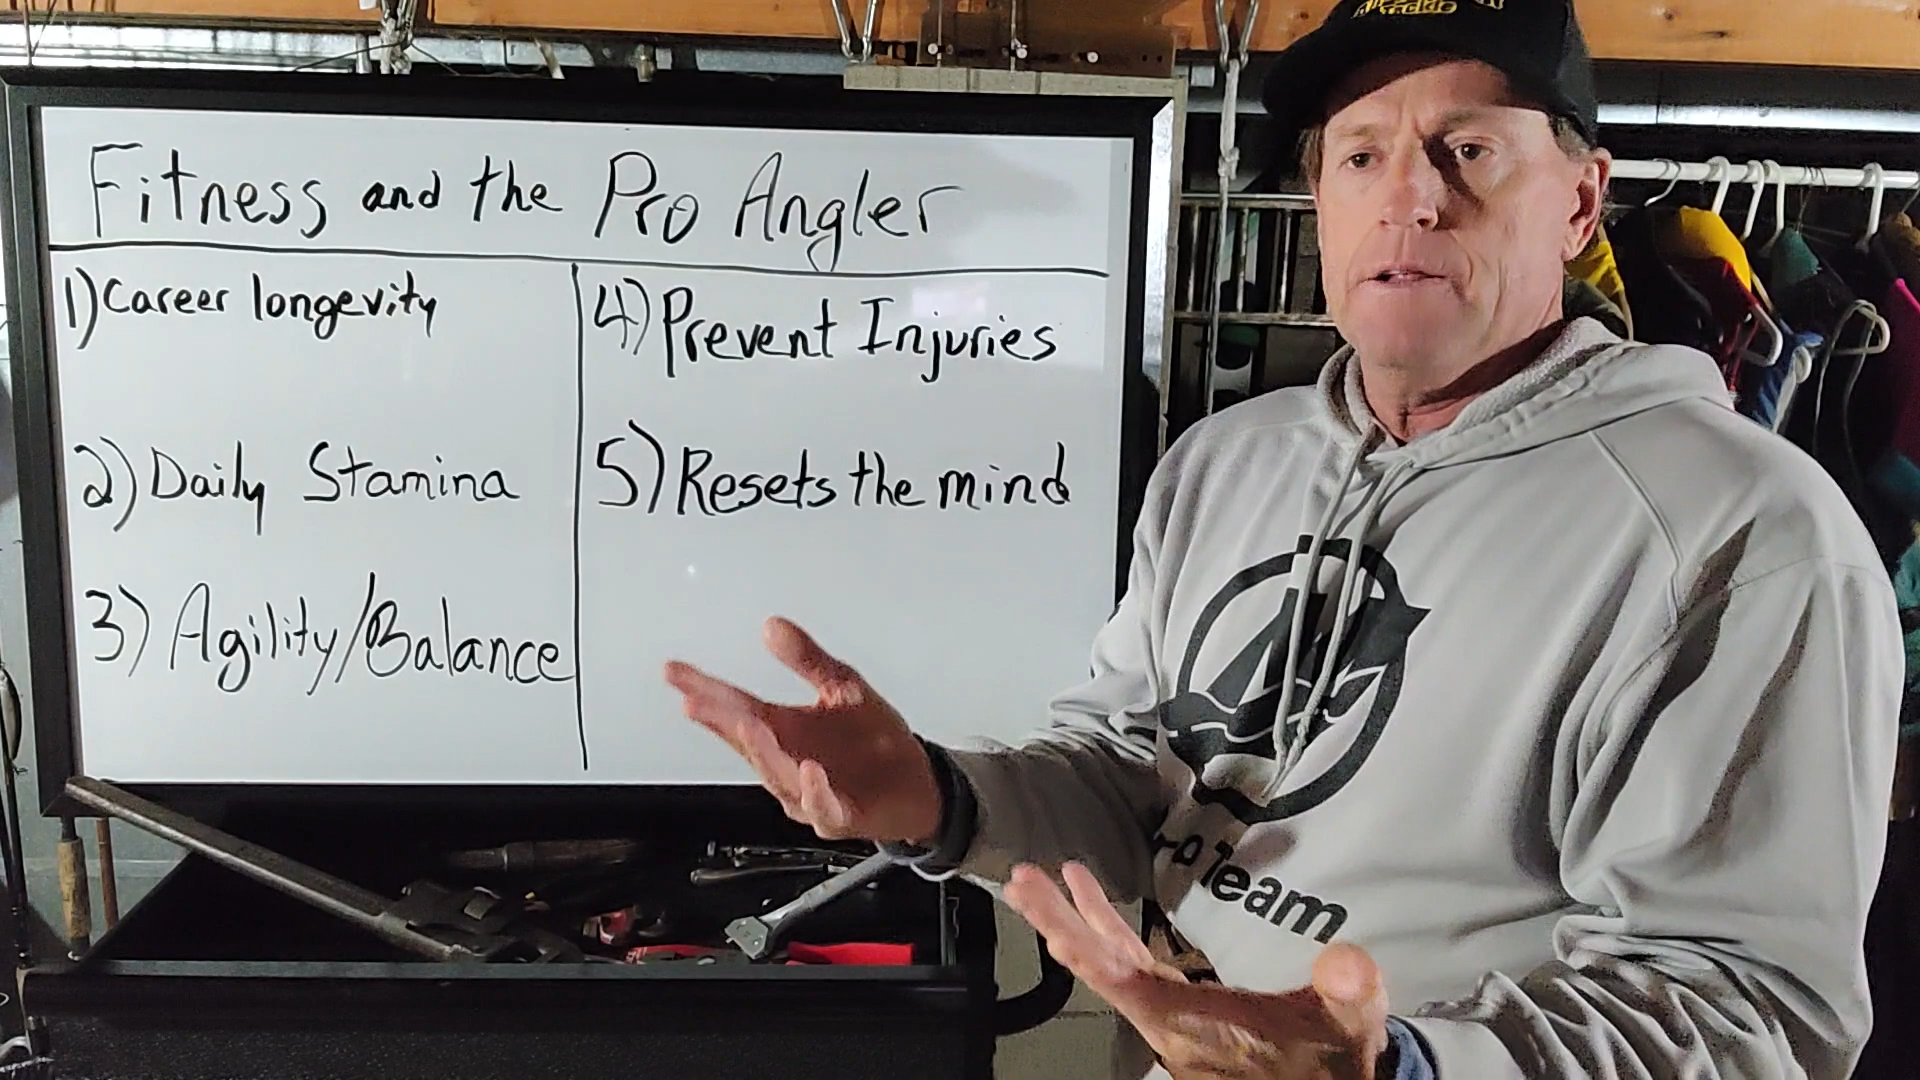 Fitness and the Pro Angler
1) Career longevity
2) Daily Stamina
3) Agility/Balance
4) Prevent Injuries
5) Resets the mind
Tackle
Team